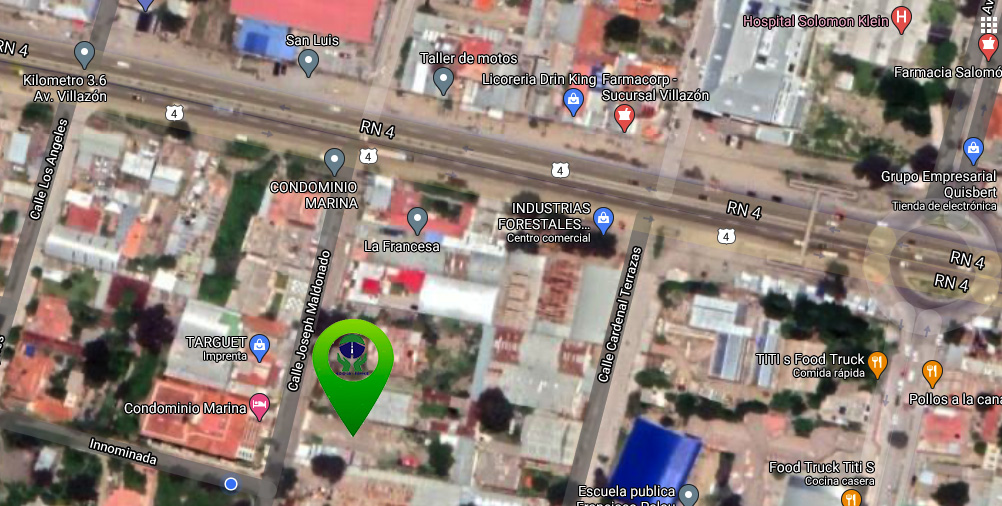 Hospital Solomon Klein
RN 4
San Luis
Taller de motos
Farmacia Salomó
Kilometro 3.6
Av. Villazón
Licoreria Drin King
Farmacorp -
Sucursal Villazón
4
RN 4
4
4
Calle Los Angeles
CONDOMINIO
MARINA
Grupo Empresarial
Quisbert
Tienda de electrónica
INDUSTRIAS
FORESTALES...
Centro comercial
RN 4
4
La Francesa
RN 4
RN 4
Calle Joseph Maldonado
Calle Cardenal Terrazas
TARGUET
Imprenta
TiTi s Food Truck
Comida rápida
Condominio Marina
Pollos a la cana
Innominada
Food Truck Titi S
Cocina casera
Escuela publica